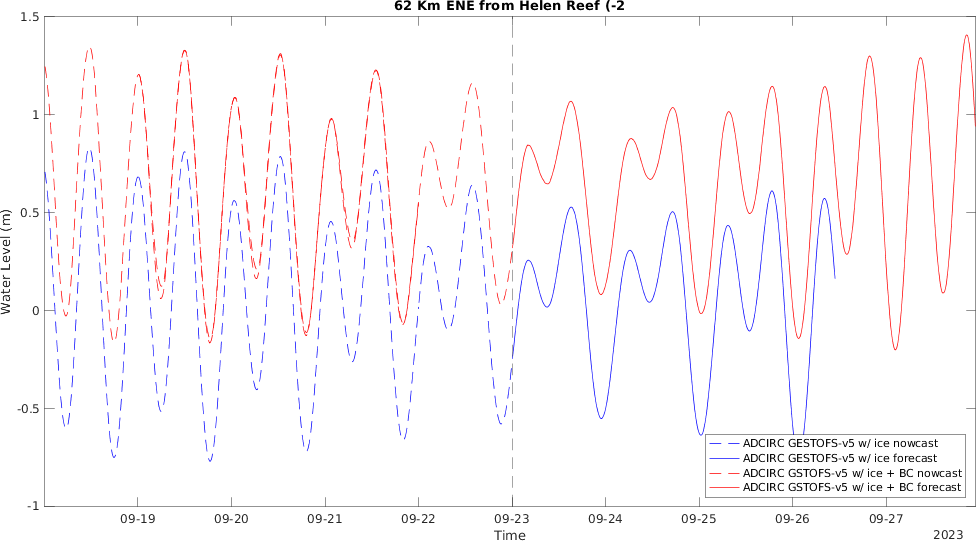 62 Km ENE from Helen Reef (-2
1.5
1
0.5
0
-0.5
-1
Water Level (m)
09-19
09-20
09-21
09-22
09-23
09-24
09-25
09-26
09-27
Time
2023
ADCIRC GESTOFS-v5 w/ ice nowcast
ADCIRC GESTOFS-v5 w/ ice forecast
ADCIRC GSTOFS-v5 w/ ice + BC nowcast
ADCIRC GSTOFS-v5 w/ ice + BC forecast